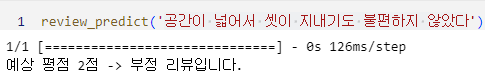 1 review_predict('공간이 넓어서 셋이 지내기도 불편하지 않았다')
1/1 [==============================] - 0s 126ms/step
예상 평점 2점 -> 부정 리뷰입니다.